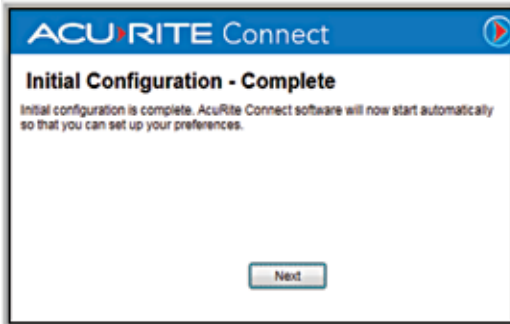 ACU›RITE Connect
Initial Configuration - Complete
Initial configuration is complete. AcuRite Connect software will now start automatically
so that you can set up your preferences.
Next